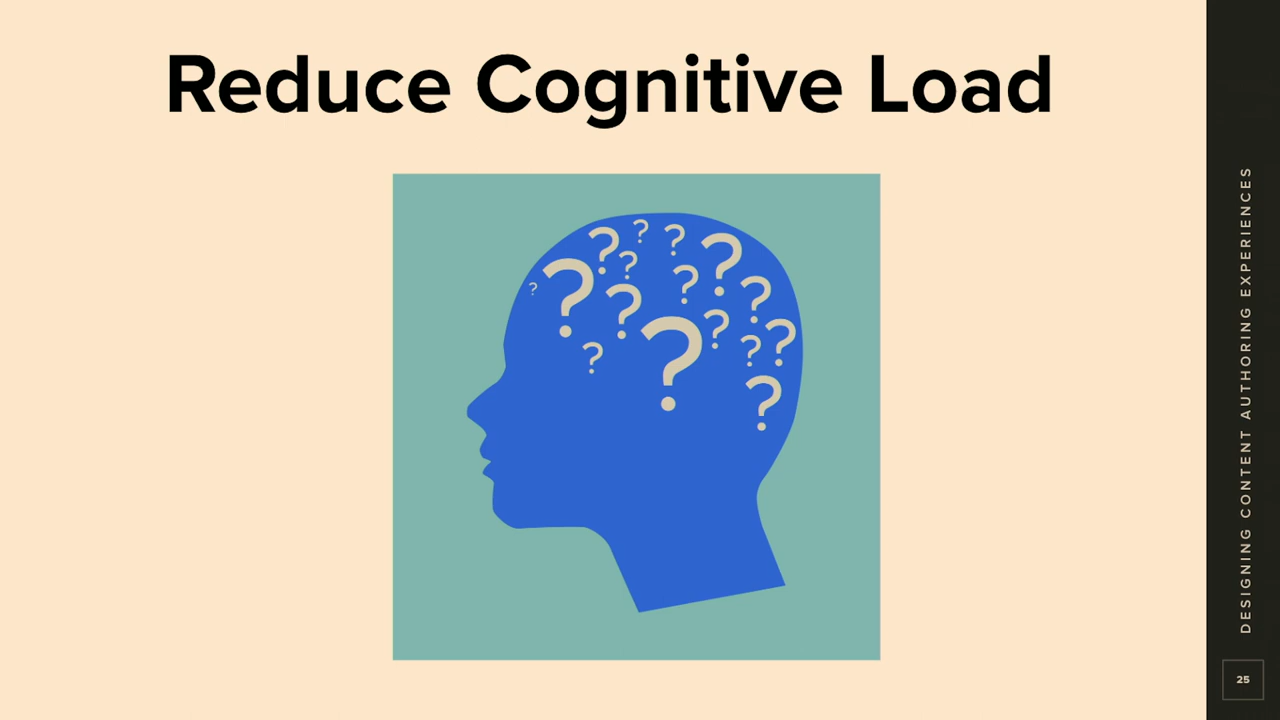 Reduce Cognitive Load
? ? ? ? ? ? ? ? ? ? ? ? ? ? ? ? ?
DESIGNING CONTENT AUTHORING EXPERIENCES
25